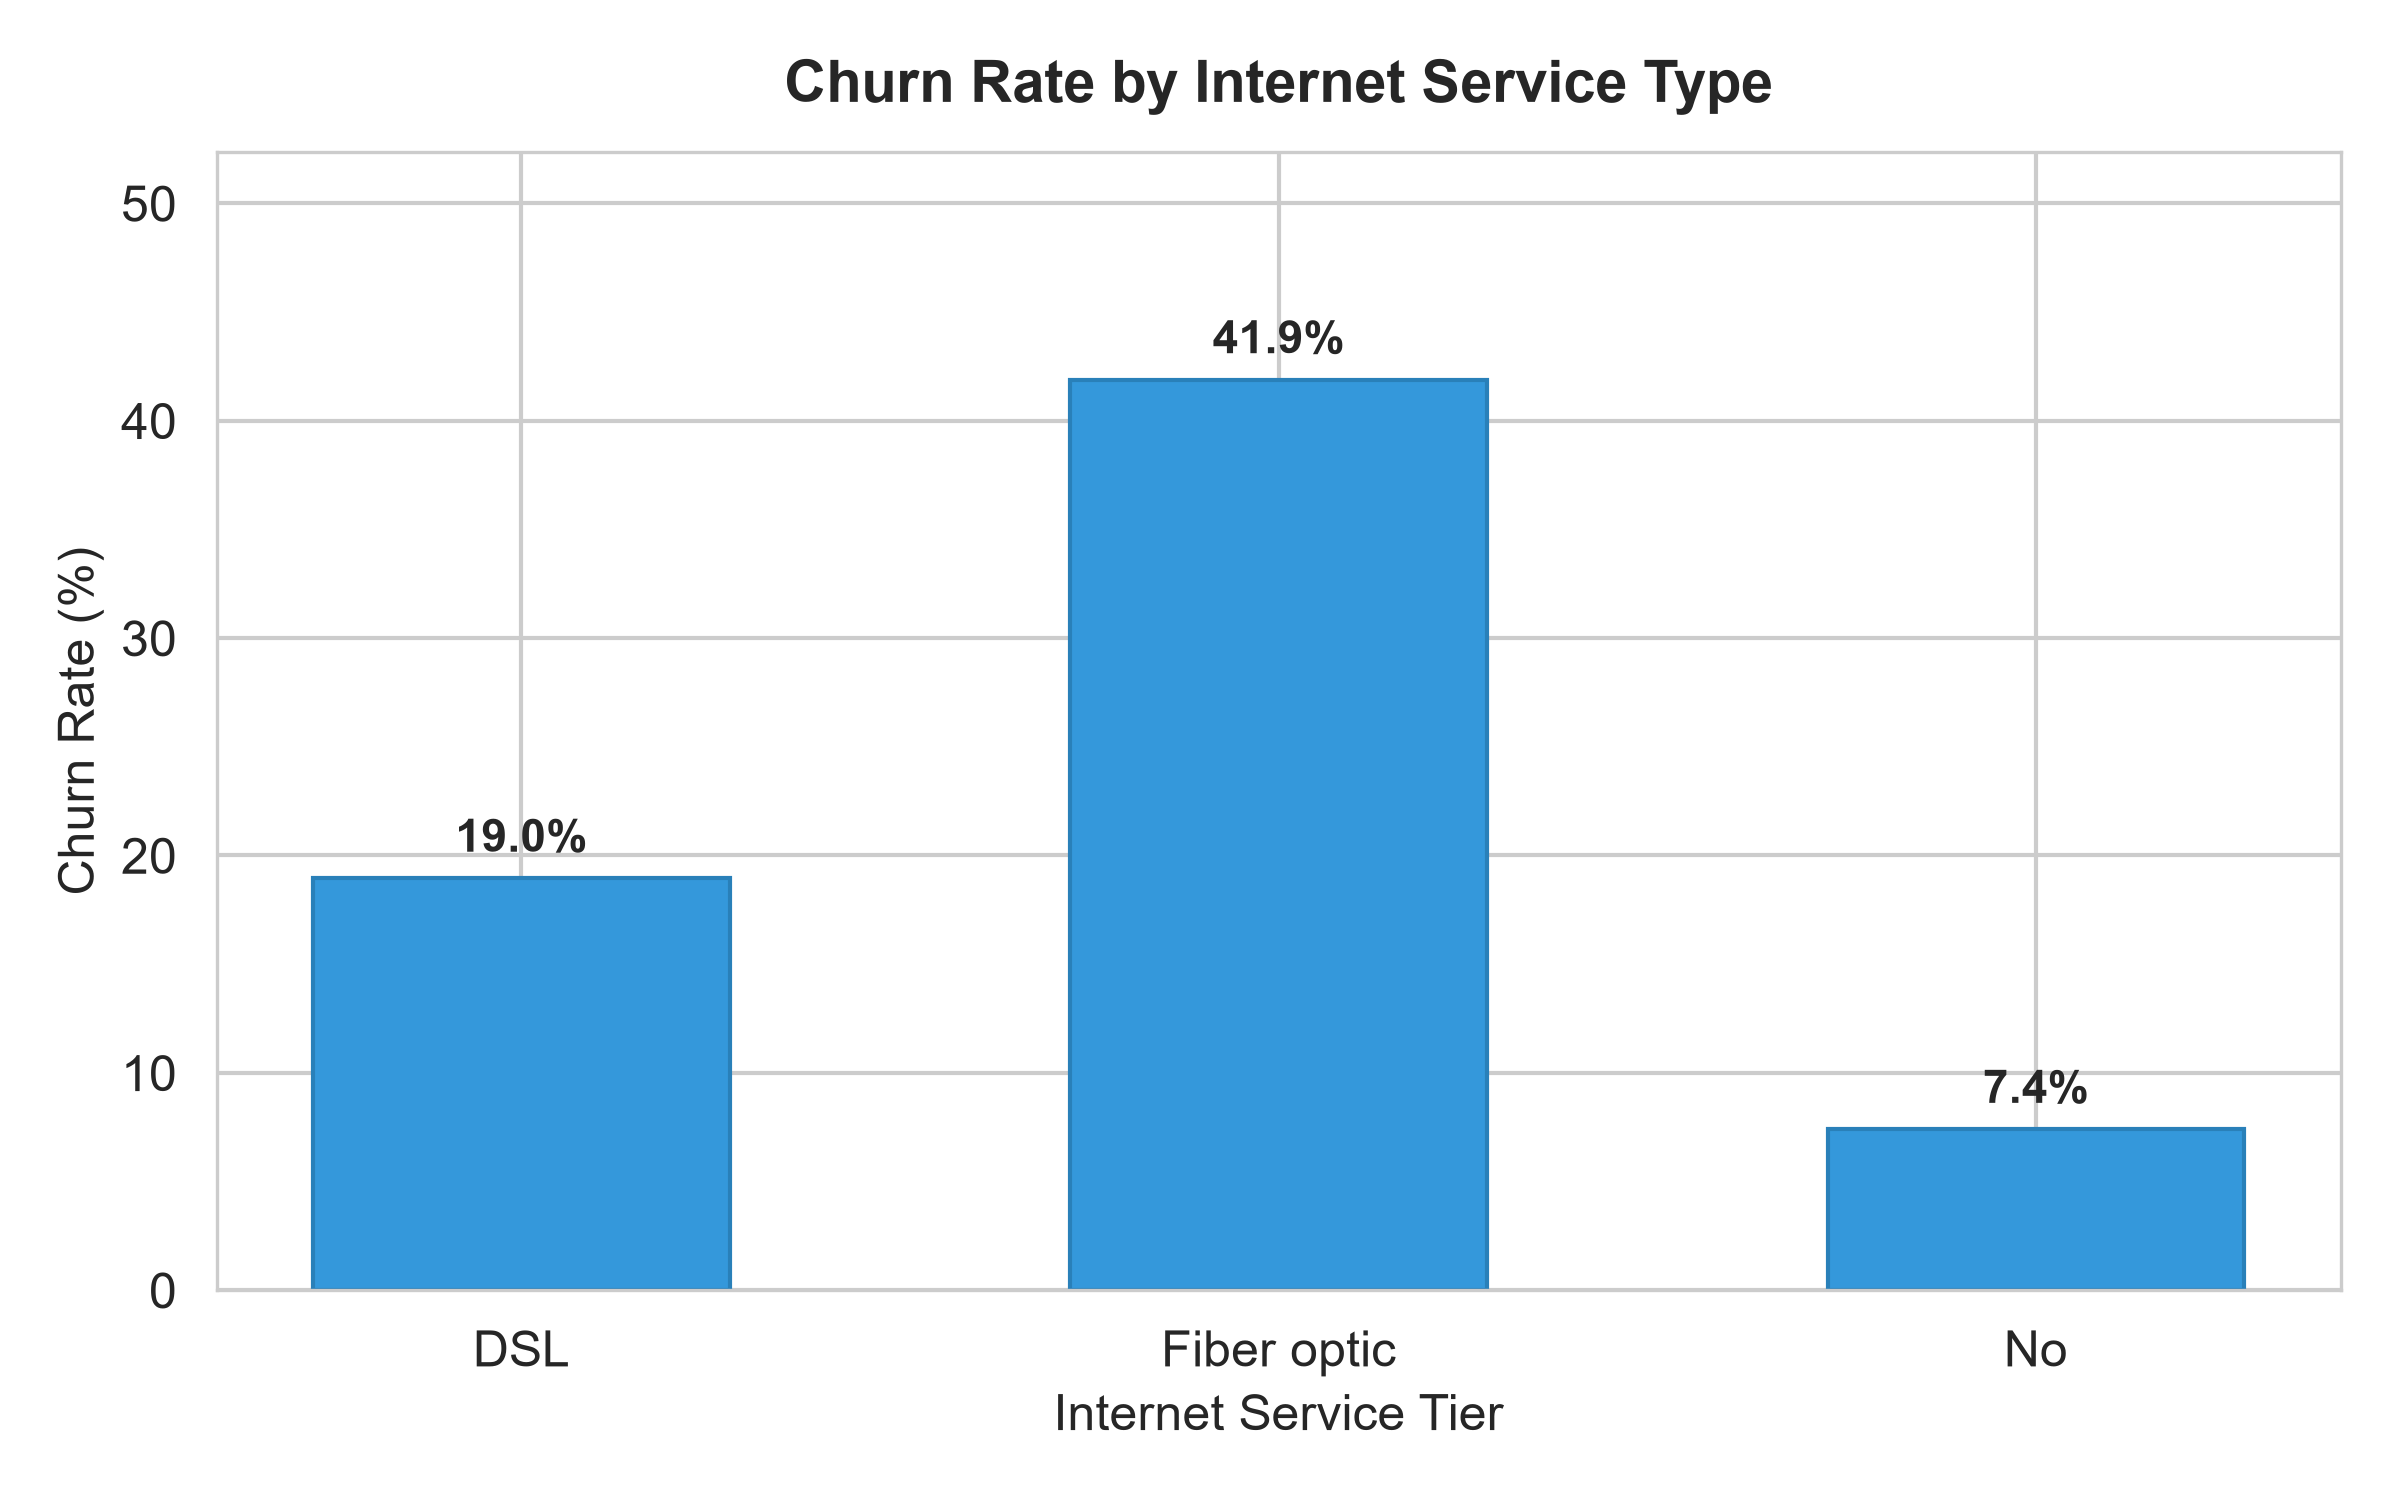 Churn Rate by Internet Service Type
Churn Rate (%)
50
40
30
20
10
0
19.0%
41.9%
7.4%
DSL
Fiber optic
No
Internet Service Tier